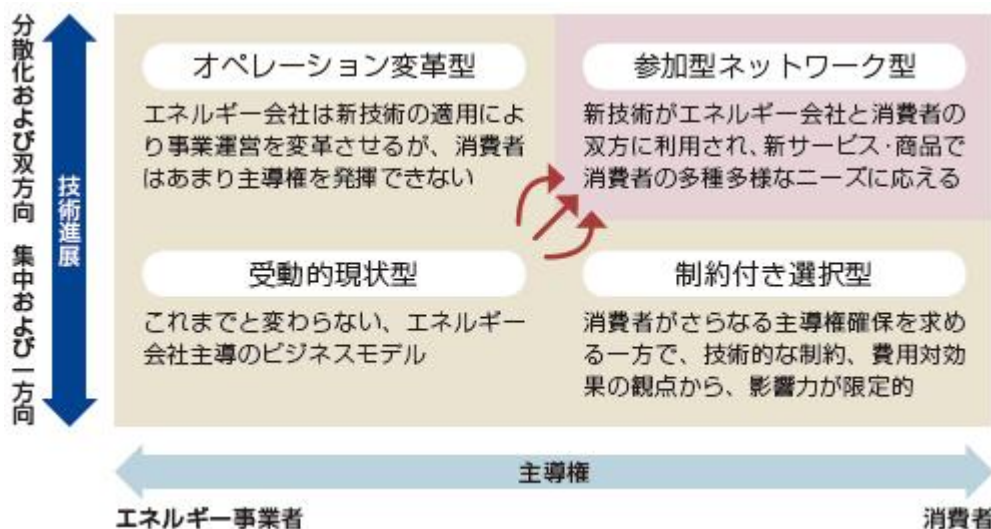 分散化および双方向
集中および一方向
技術進展
オペレーション変革型
エネルギー会社は新技術の適用によ
り事業運営を変革させるが、消費者
はあまり主導権を発揮できない
参加型ネットワーク型
新技術がエネルギー会社と消費者の
双方に利用され、新サービス・商品で
消費者の多種多様なニーズに応える
受動的現状型
これまでと変わらない、エネルギー
会社主導のビジネスモデル
制約付き選択型
消費者がさらなる主導権確保を求め
る一方で、技術的な制約、費用対効
果の観点から、影響力が限定的
主導権
エネルギー事業者
消費者